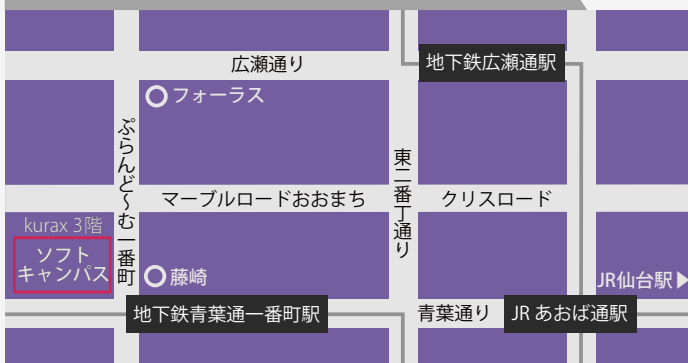 広瀬通り
地下鉄広瀬通駅
フォーラス
ぶらんど~む一番町
東二番丁通り
マーブルロードおおまち
クリスロード
kurax 3階
ソフト
キャンパス
藤崎
JR仙台駅▶
地下鉄青葉通一番町駅
青葉通り
JR あおば通駅